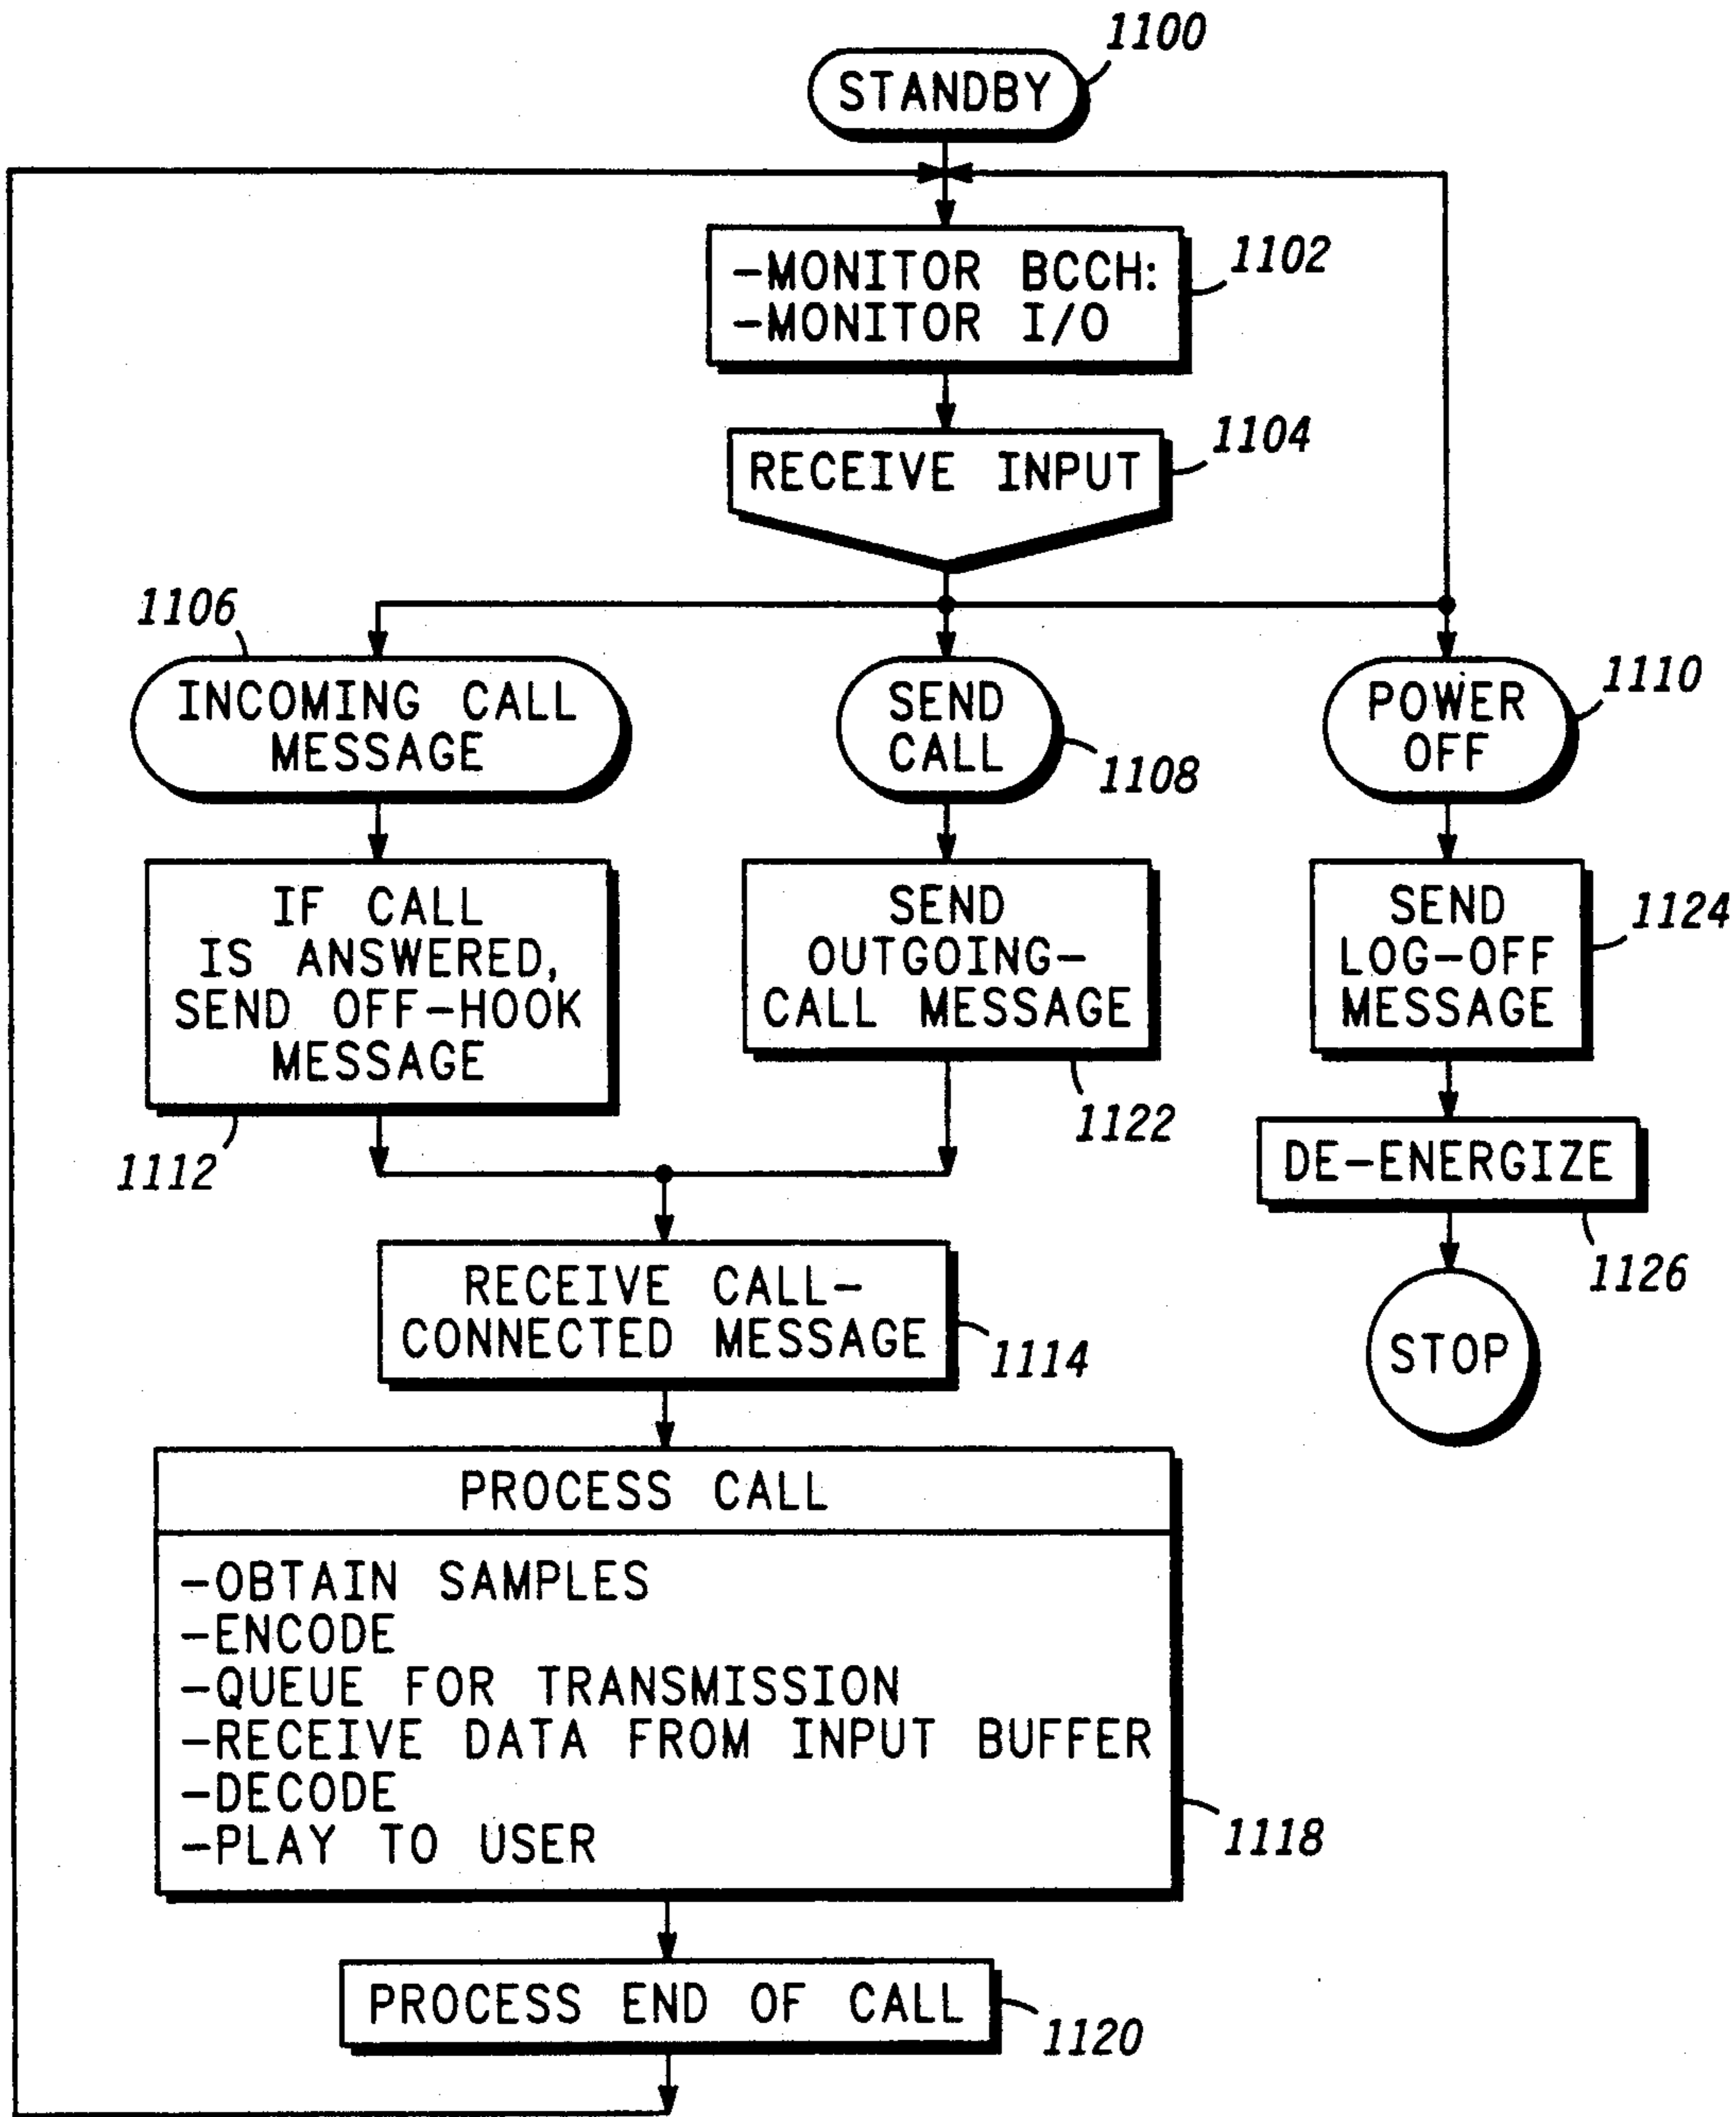 1100
STANDBY
-MONITOR BCCH:
-MONITOR I/O
1102
RECEIVE INPUT
1104
1106
INCOMING CALL
MESSAGE
SEND
CALL
1108
POWER
OFF
1110
IF CALL
IS ANSWERED,
SEND OFF-HOOK
MESSAGE
1112
SEND
OUTGOING-
CALL MESSAGE
1122
SEND
LOG-OFF
MESSAGE
1124
DE-ENERGIZE
1126
STOP
RECEIVE CALL-
CONNECTED MESSAGE
1114
PROCESS CALL
-OBTAIN SAMPLES
-ENCODE
-QUEUE FOR TRANSMISSION
-RECEIVE DATA FROM INPUT BUFFER
-DECODE
-PLAY TO USER
1118
PROCESS END OF CALL
1120